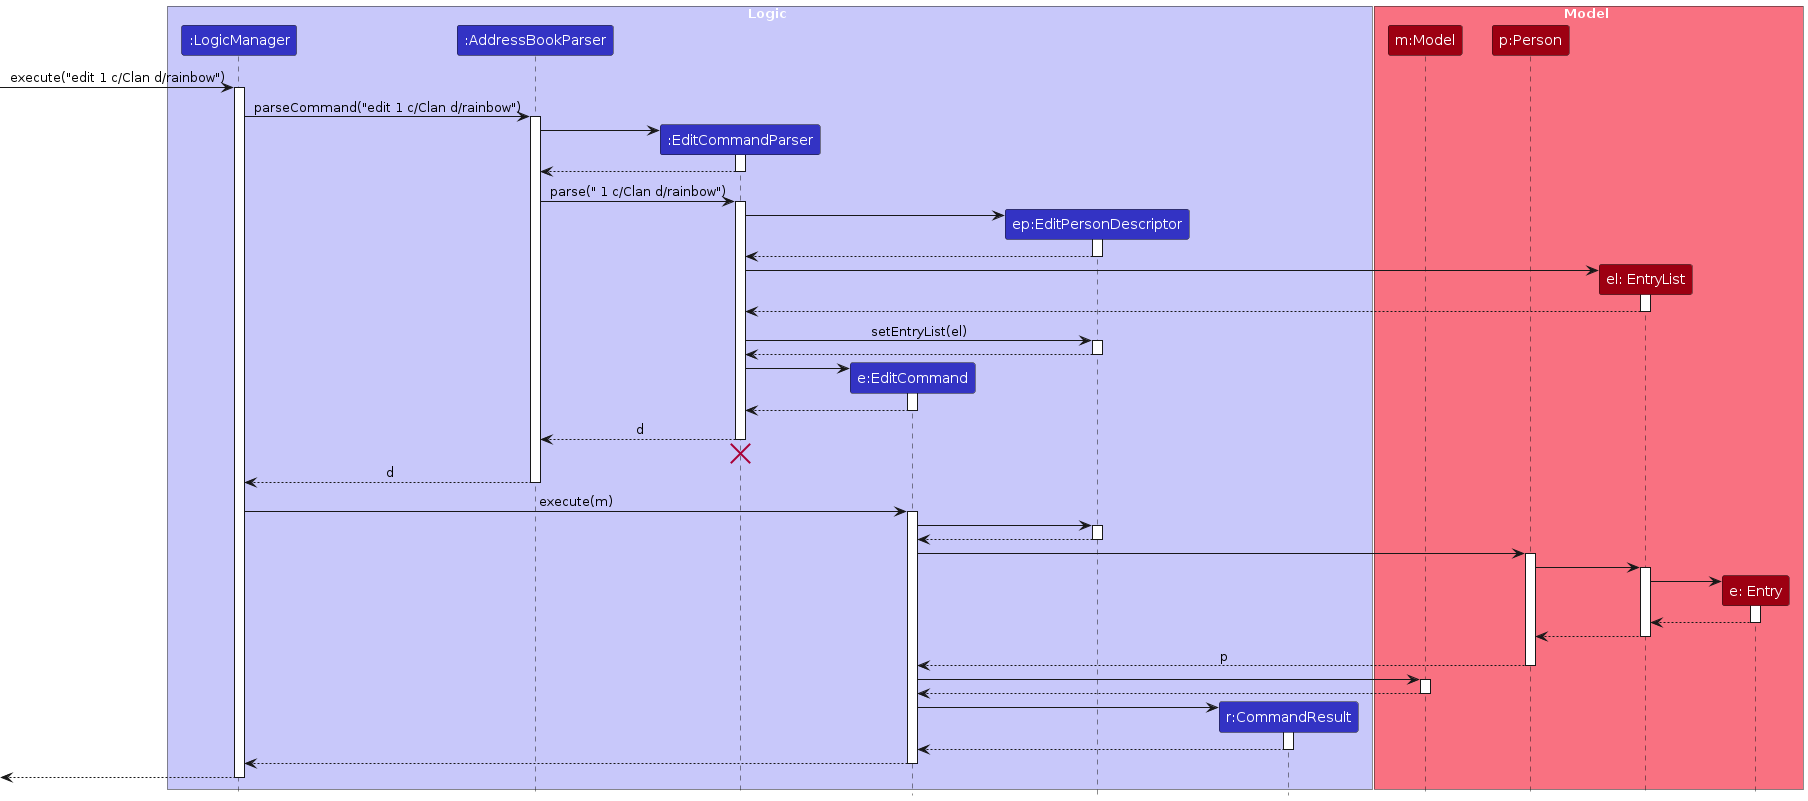 Logic
Model
:LogicManager
:AddressBookParser
m:Model
p:Person
execute("edit 1 c/Clan d/rainbow")
parseCommand("edit 1 c/Clan d/rainbow")
:EditCommandParser
parse(" 1 c/Clan d/rainbow")
ep:EditPersonDescriptor
el: EntryList
setEntryList(el)
e:EditCommand
d
d
execute(m)
e: Entry
p
r:CommandResult